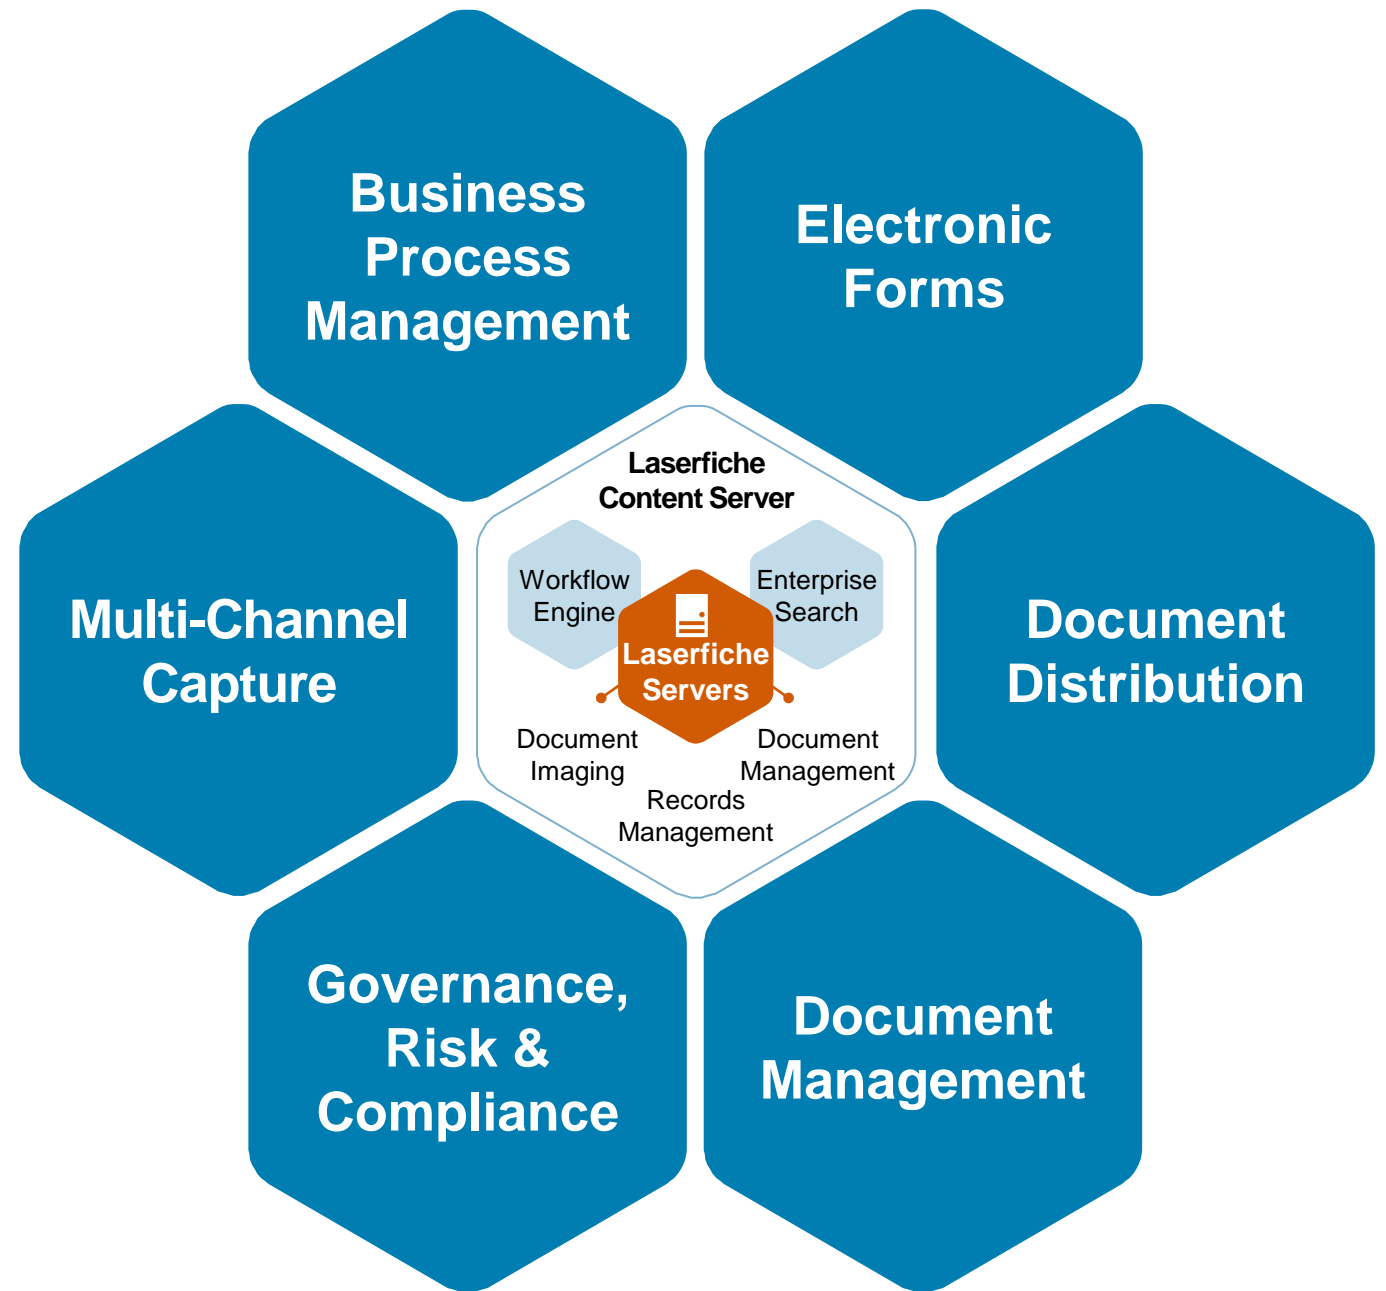 Business
Process
Management
Electronic
Forms
Multi-Channel
Capture
Laserfiche
Content Server
Workflow
Engine
Enterprise
Search
Laserfiche
Servers
Document
Imaging
Document
Management
Records
Management
Document
Distribution
Governance,
Risk &
Compliance
Document
Management